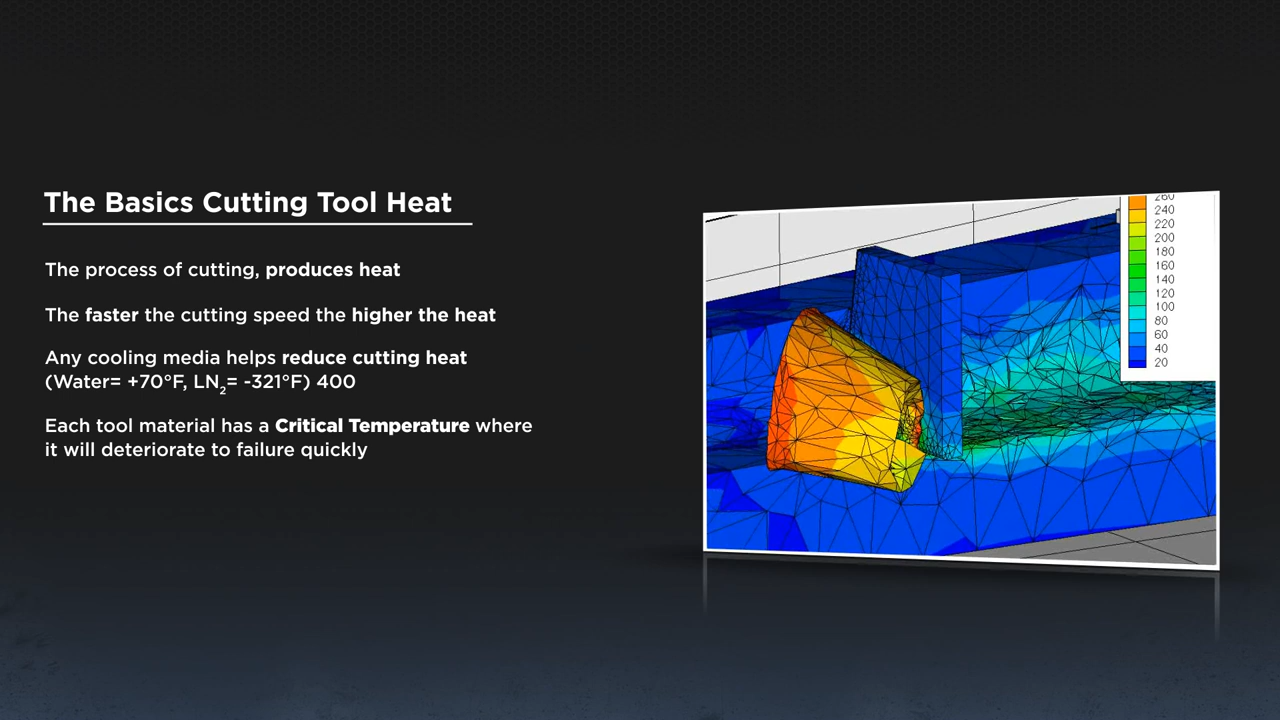 The Basics Cutting Tool Heat
The process of cutting, produces heat
The faster the cutting speed the higher the heat
Any cooling media helps reduce cutting heat
(Water= +70°F, LN2= -321°F) 400
Each tool material has a Critical Temperature where
it will deteriorate to failure quickly
260
240
220
200
180
160
140
120
100
80
60
40
20